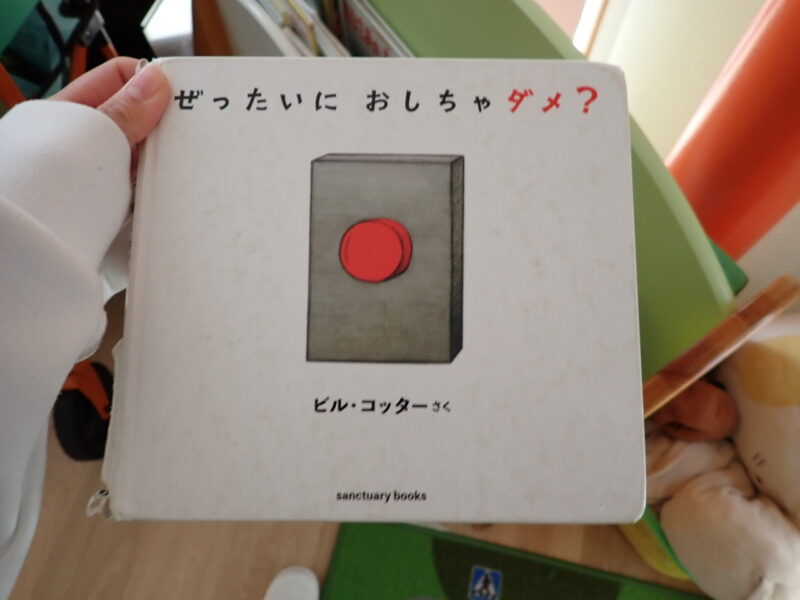 ぜったいに おしちゃダメ?
ビル・コッター さく
sanctuary books